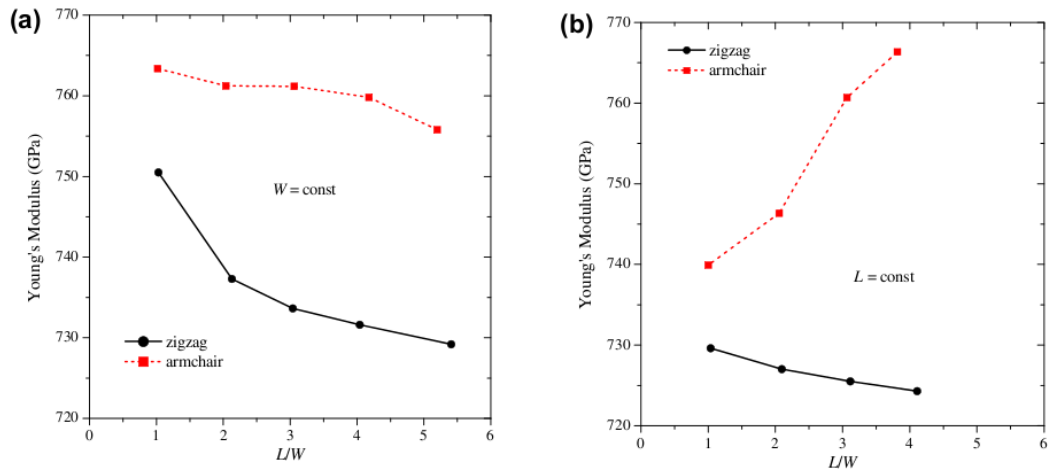 (a)
770
760
750
740
730
720
Young's Modulus (GPa)
W = const
zigzag
armchair
0 1 2 3 4 5 6
L/W
(b)
770
760
750
740
730
720
Young's Modulus (GPa)
zigzag
armchair
L = const
0 1 2 3 4 5 6
L/W